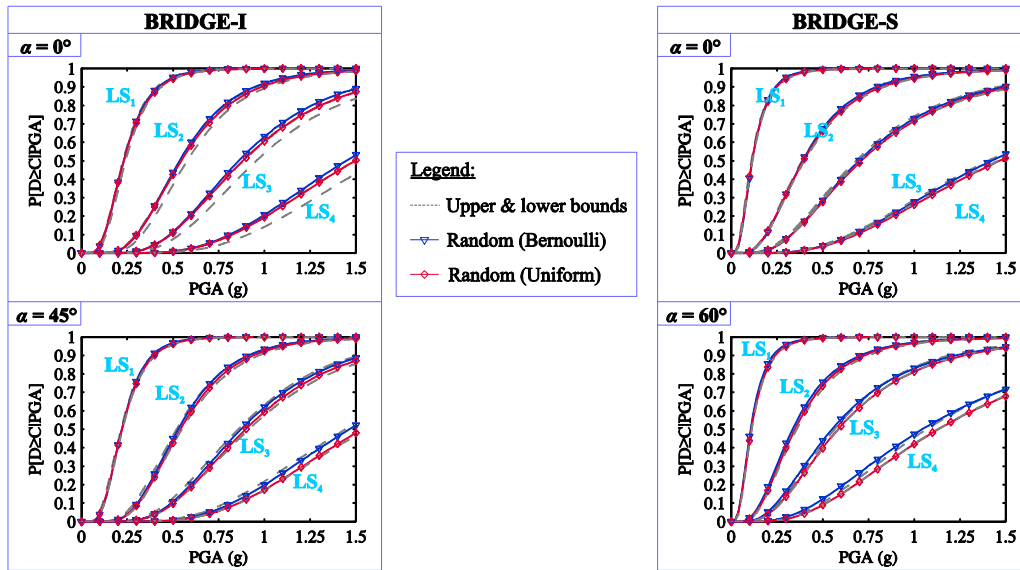 BRIDGE-I
α = 0°
P[D≥C|PGA]
1
0.9
0.8
0.7
0.6
0.5
0.4
0.3
0.2
0.1
0
LS1
LS2
LS3
LS4
0 0.25 0.5 0.75 1 1.25 1.5
PGA (g)
α = 45°
P[D≥C|PGA]
1
0.9
0.8
0.7
0.6
0.5
0.4
0.3
0.2
0.1
0
LS1
LS2
LS3
LS4
0 0.25 0.5 0.75 1 1.25 1.5
PGA (g)
Legend:
Upper & lower bounds
Random (Bernoulli)
Random (Uniform)
BRIDGE-S
α = 0°
P[D≥C|PGA]
1
0.9
0.8
0.7
0.6
0.5
0.4
0.3
0.2
0.1
0
LS1
LS2
LS3
LS4
0 0.25 0.5 0.75 1 1.25 1.5
PGA (g)
α = 60°
P[D≥C|PGA]
1
0.9
0.8
0.7
0.6
0.5
0.4
0.3
0.2
0.1
0
LS1
LS2
LS3
LS4
0 0.25 0.5 0.75 1 1.25 1.5
PGA (g)